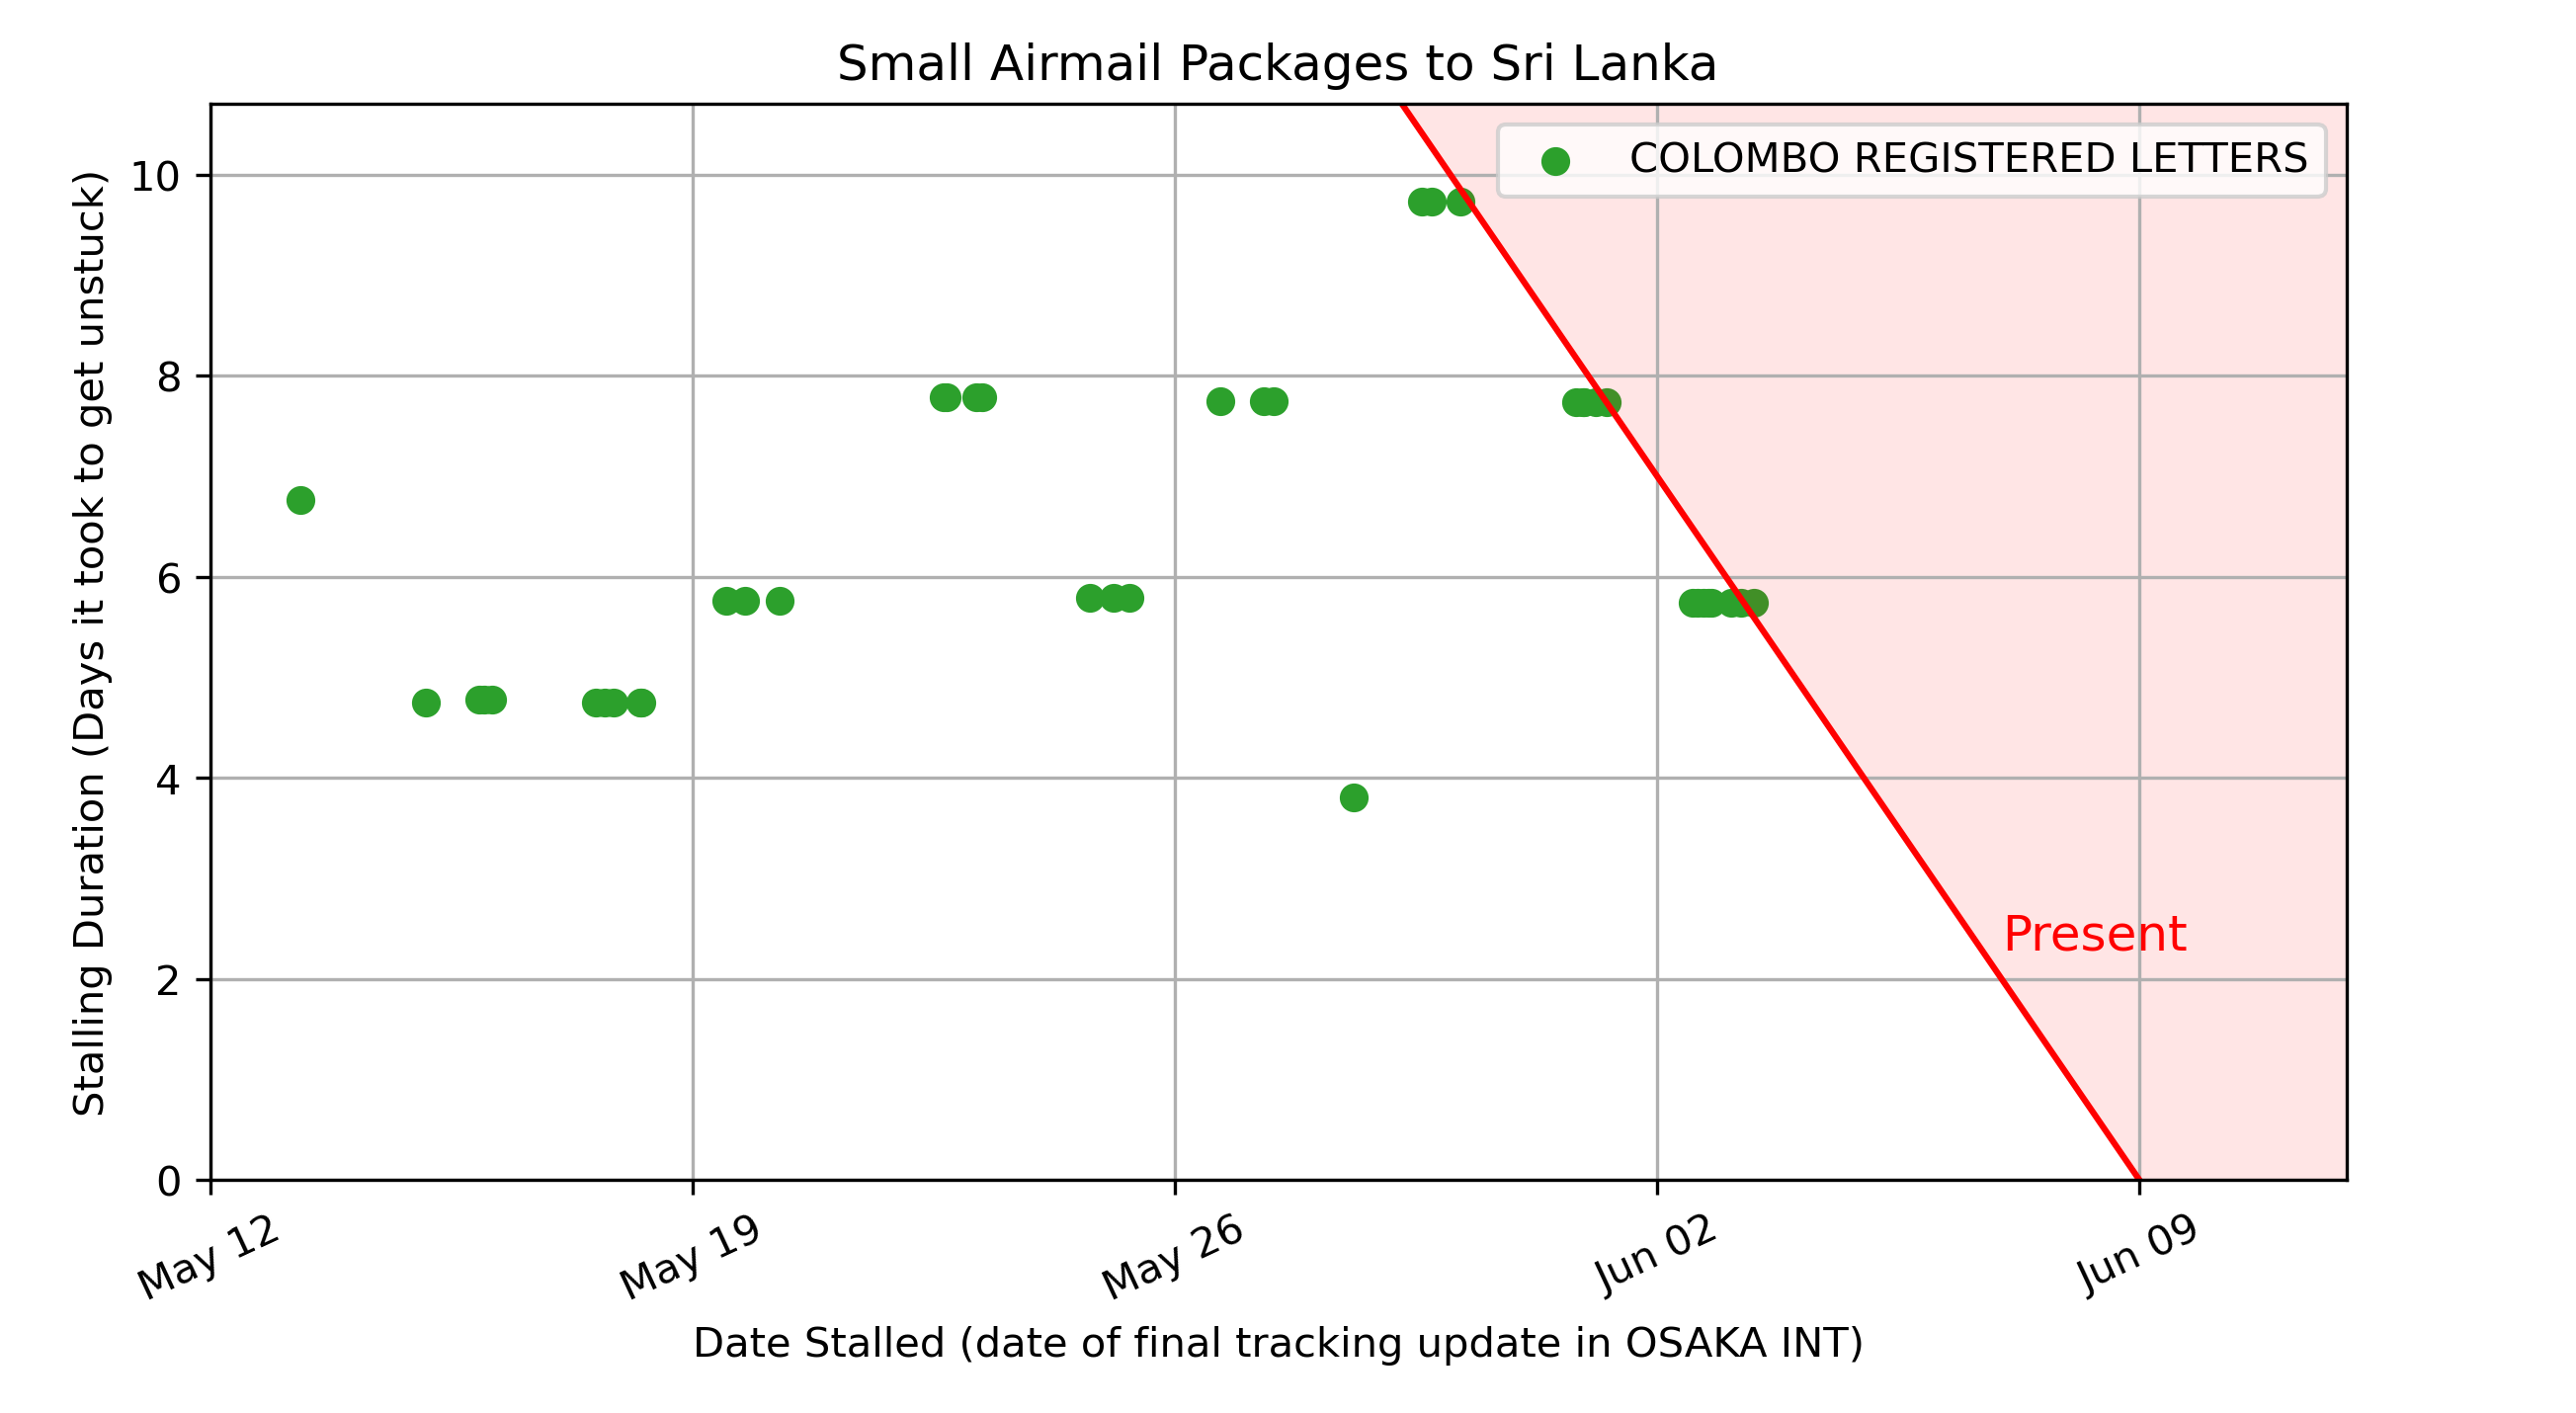 Small Airmail Packages to Sri Lanka
COLOMBO REGISTERED LETTERS
Stalling Duration (Days it took to get unstuck)
10
8
6
4
2
0
Present
May 12
May 19
May 26
Jun 02
Jun 09
Date Stalled (date of final tracking update in OSAKA INT)